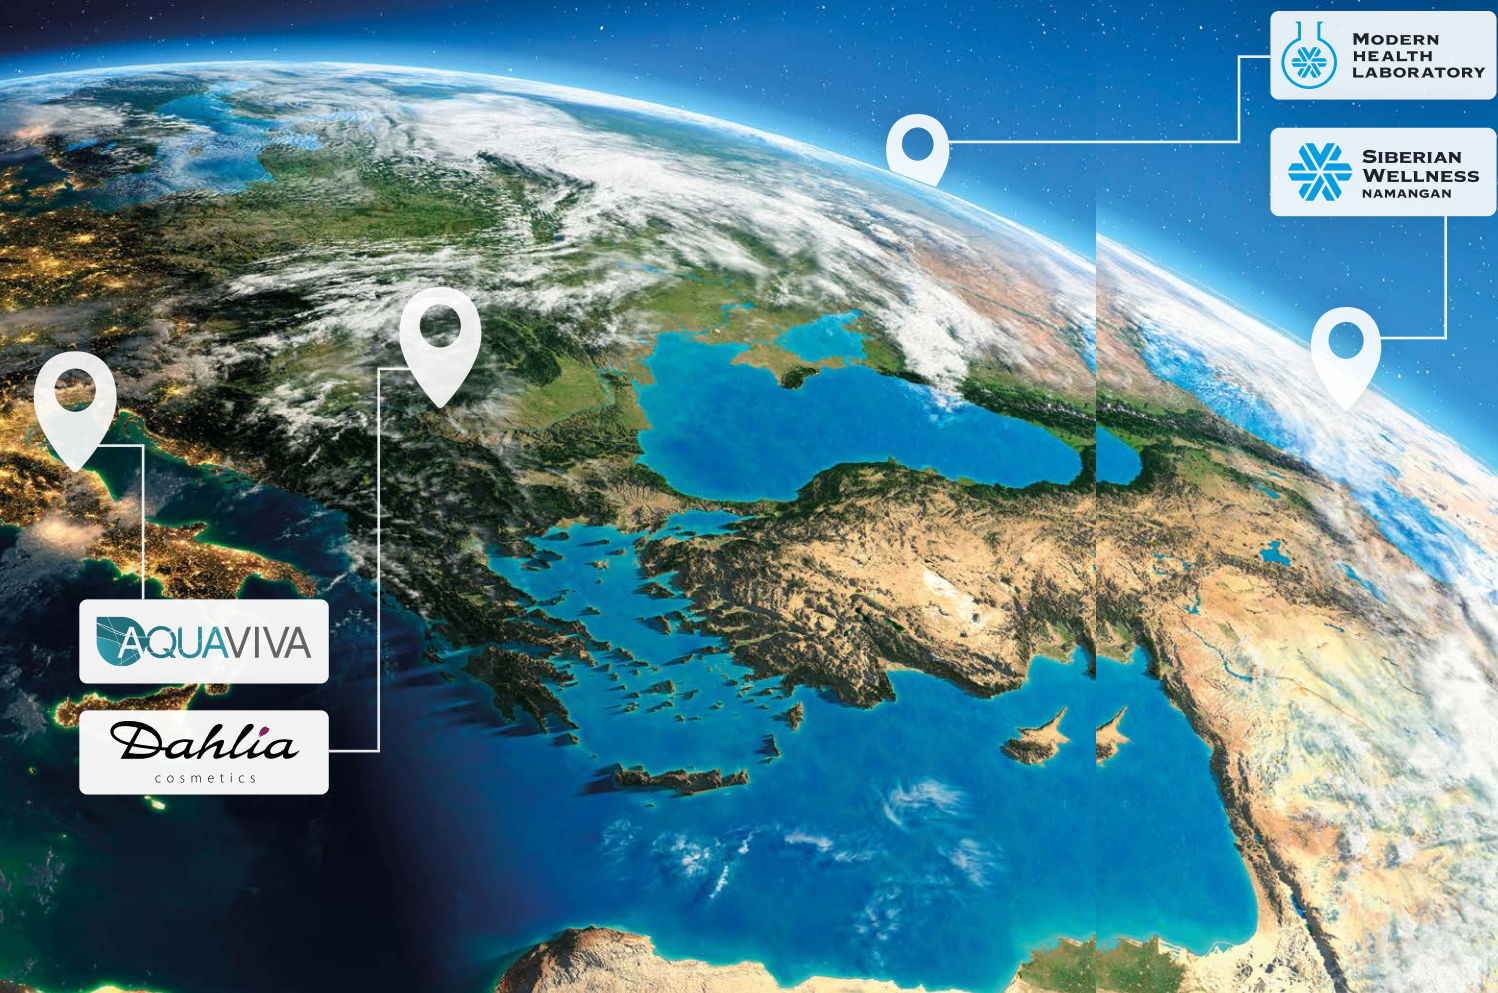 MODERN
HEALTH
LABORATORY
SIBERIAN
WELLNESS
NAMANGAN
AQUAVIVA
Dahlia
cosmetics